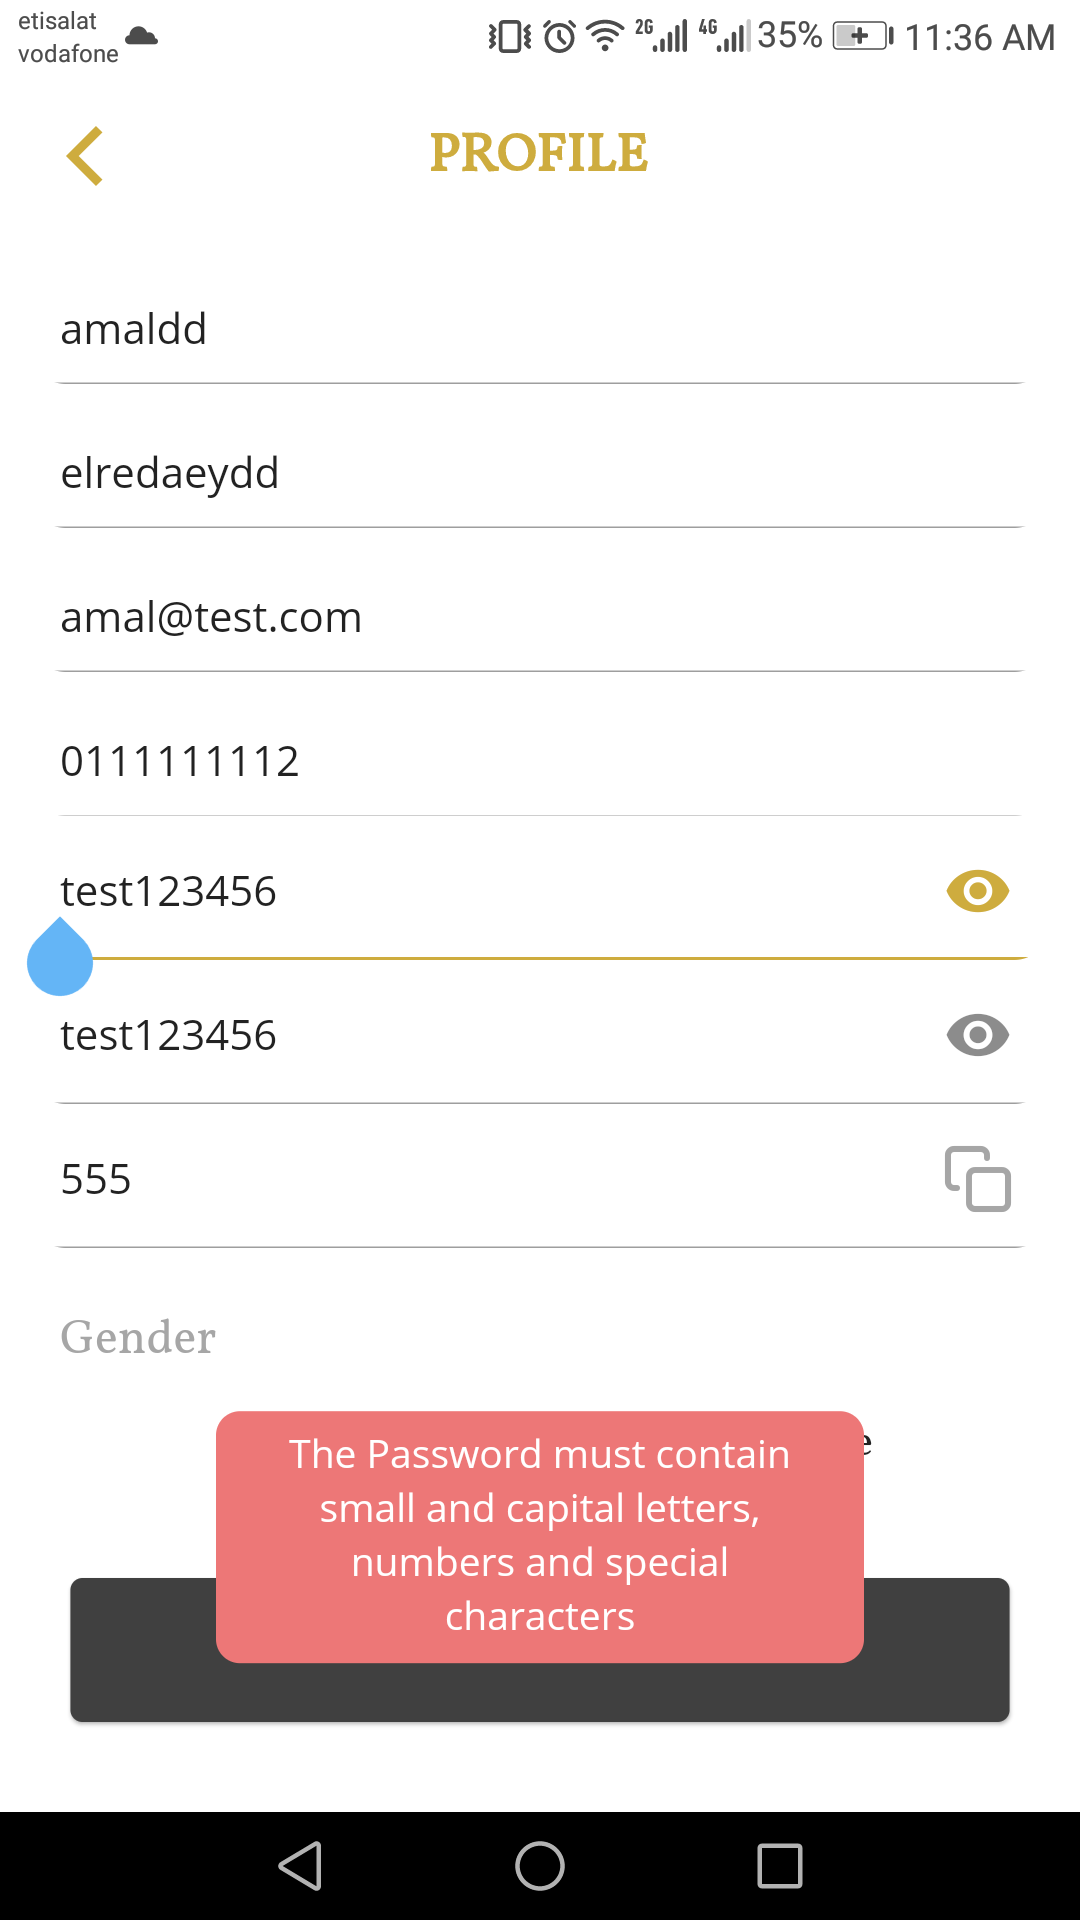 etisalat
vodafone
2G 4G 35% 11:36 AM
PROFILE
amaldd
elredaeydd
amal@test.com
0111111112
test123456
test123456
555
Gender
e
The Password must contain
small and capital letters,
numbers and special
characters